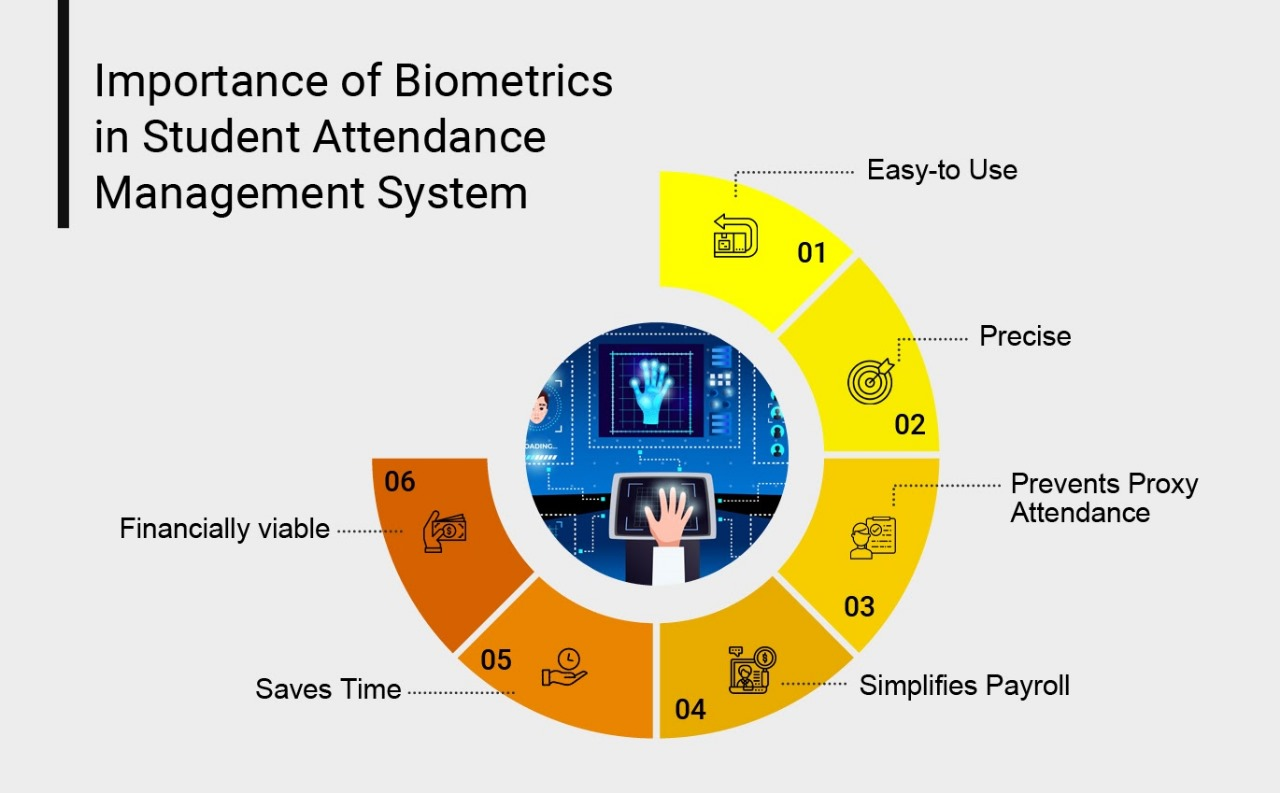 Importance of Biometrics
in Student Attendance
Management System
Easy-to Use
01
Precise
02
Prevents Proxy
Attendance
03
Simplifies Payroll
04
Saves Time
05
Financially viable
06